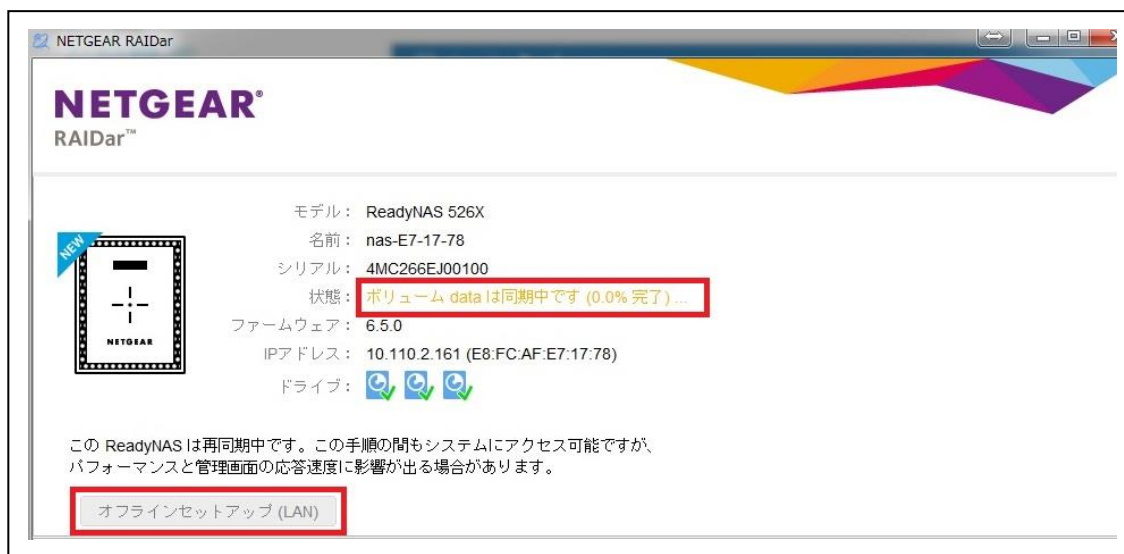 NETGEAR RAIDar
NETGEAR®
RAIDar™
モデル： ReadyNAS 526X
名前： nas-E7-17-78
シリアル： 4MC266EJ00100
状態： ボリューム data は同期中です (0.0% 完了) ...
ファームウェア： 6.5.0
IPアドレス： 10.110.2.161 (E8:FC:AF:E7:17:78)
ドライブ：
NEW
NETGEAR
この ReadyNAS は再同期中です。この手順の間もシステムにアクセス可能ですが、
パフォーマンスと管理画面の応答速度に影響が出る場合があります。
オフラインセットアップ (LAN)